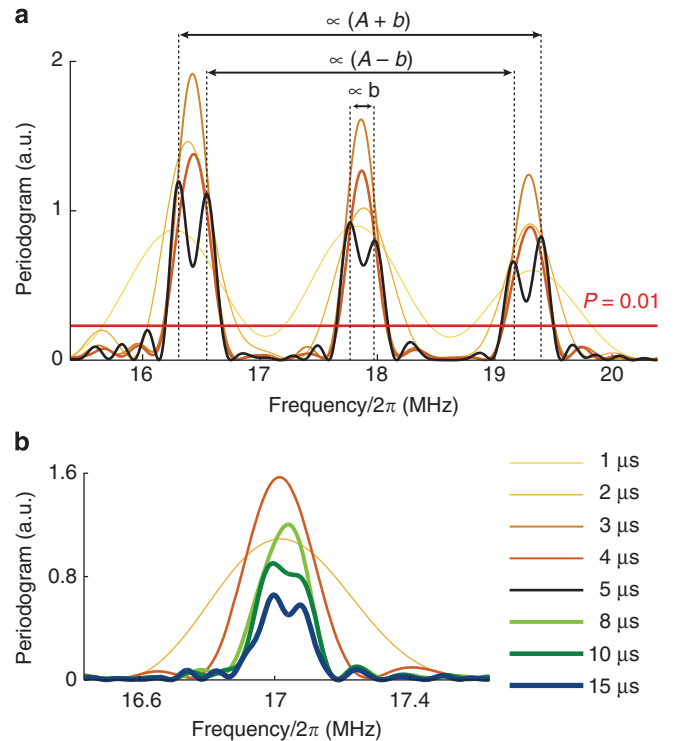 a
∝ (A + b)
∝ (A – b)
∝ b
2
1
0
Periodogram (a.u.)
P = 0.01
16 17 18 19 20
Frequency/2π (MHz)
b
1.6
0.8
0
Periodogram (a.u.)
16.6 17 17.4
Frequency/2π (MHz)
1 μs
2 μs
3 μs
4 μs
5 μs
8 μs
10 μs
15 μs